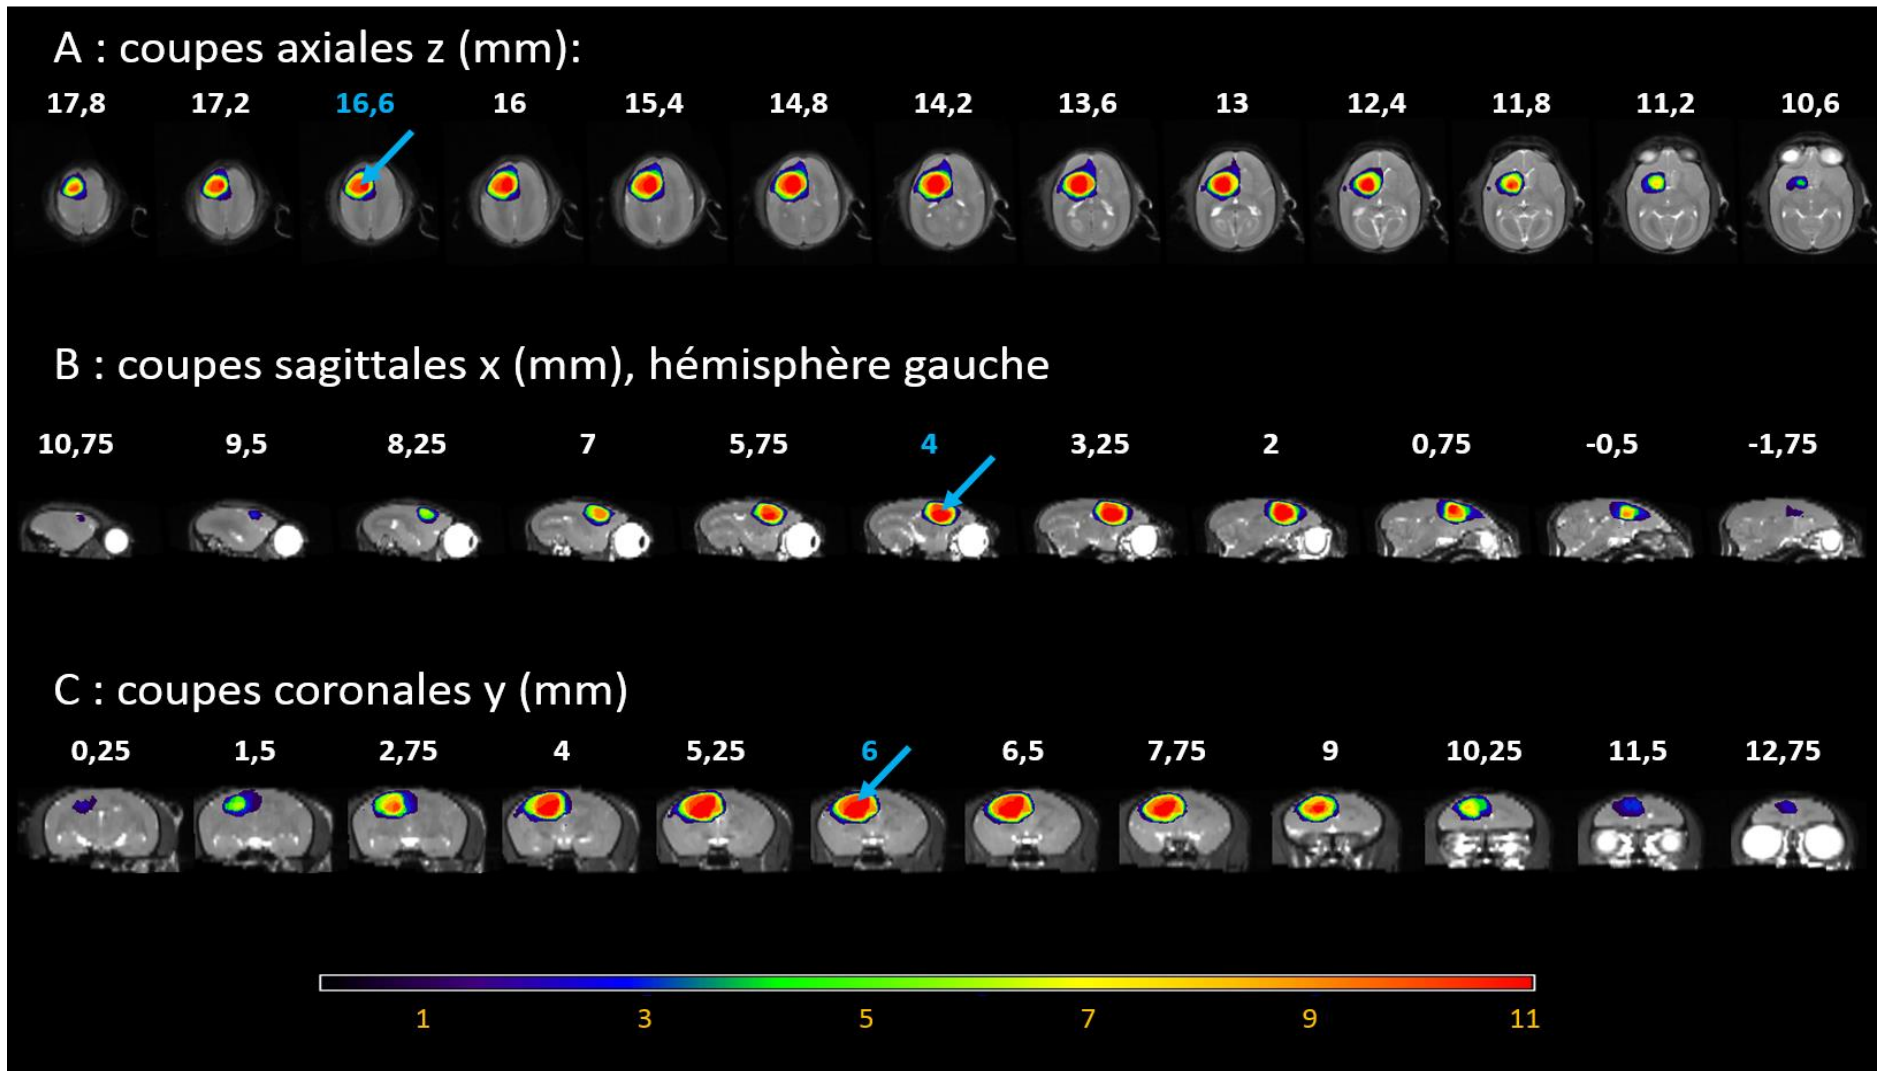 A : coupes axiales z (mm):
17,8 17,2 16,6 16 15,4 14,8 14,2 13,6 13 12,4 11,8 11,2 10,6
B : coupes sagittales x (mm), hémisphère gauche
10,75 9,5 8,25 7 5,75 4 3,25 2 0,75 -0,5 -1,75
C : coupes coronales y (mm)
0,25 1,5 2,75 4 5,25 6 6,5 7,75 9 10,25 11,5 12,75
1 3 5 7 9 11